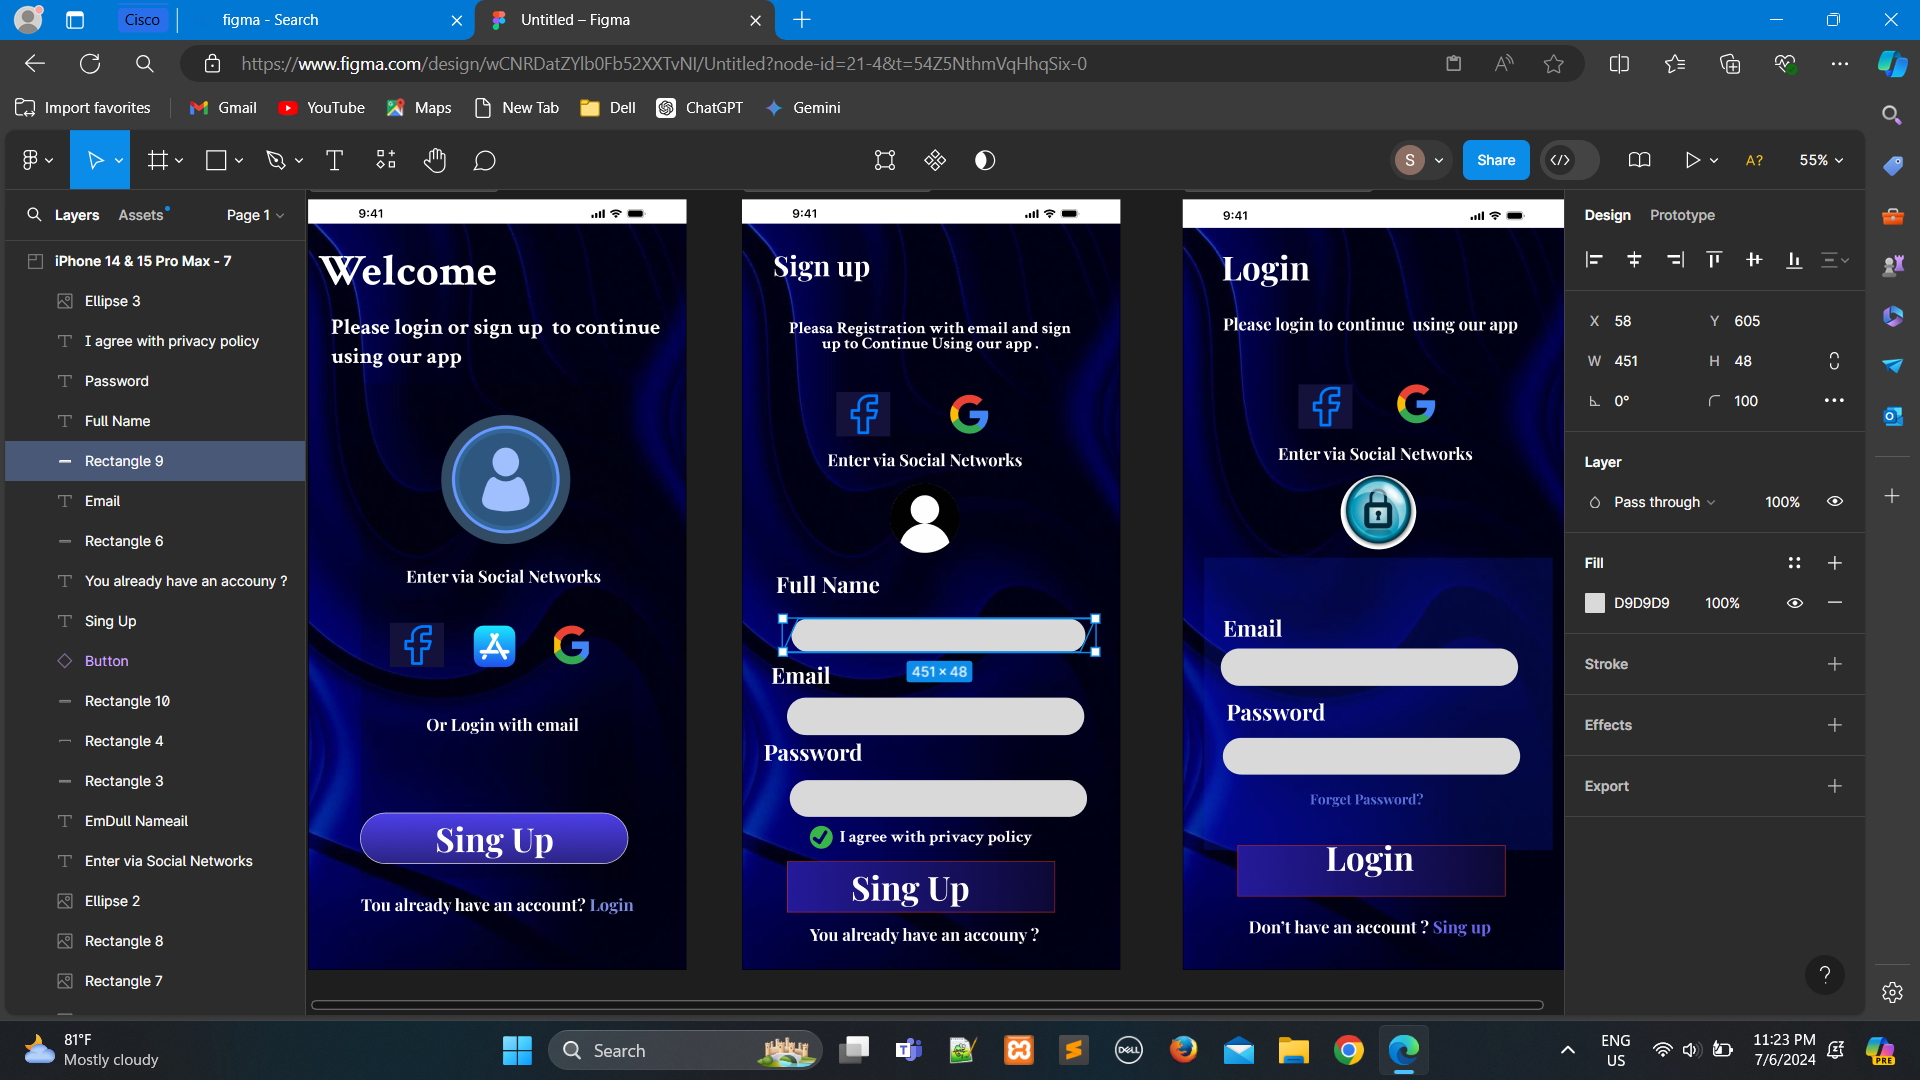 Cisco
figma - Search
Untitled – Figma
https://www.figma.com/design/wCNRDatZYlb0Fb52XXTvNI/Untitled?node-id=21-4&t=54Z5NthmVqHhqSix-0
Import favorites
Gmail
YouTube
Maps
New Tab
Dell
ChatGPT
Gemini
S
Share
A?
55%
Layers
Assets
Page 1
iPhone 14 & 15 Pro Max - 7
Ellipse 3
I agree with privacy policy
Password
Full Name
Rectangle 9
Email
Rectangle 6
You already have an accouny ?
Sing Up
Button
Rectangle 10
Rectangle 4
Rectangle 3
EmDull Nameail
Enter via Social Networks
Ellipse 2
Rectangle 8
Rectangle 7
9:41
Welcome
Please login or sign up to continue
using our app
Enter via Social Networks
Or Login with email
Sing Up
Tou already have an account? Login
9:41
Sign up
Pleasa Registration with email and sign
up to Continue Using our app .
Enter via Social Networks
Full Name
451 × 48
Email
Password
I agree with privacy policy
Sing Up
You already have an accouny ?
9:41
Login
Please login to continue using our app
Enter via Social Networks
Email
Password
Forget Password?
Login
Don't have an account ? Sing up
Design
Prototype
X 58
Y 605
W 451
H 48
0°
100
Layer
Pass through
100%
Fill
D9D9D9
100%
Stroke
Effects
Export
?
81°F
Mostly cloudy
Search
DELL
ENG
US
11:23 PM
7/6/2024
PRE